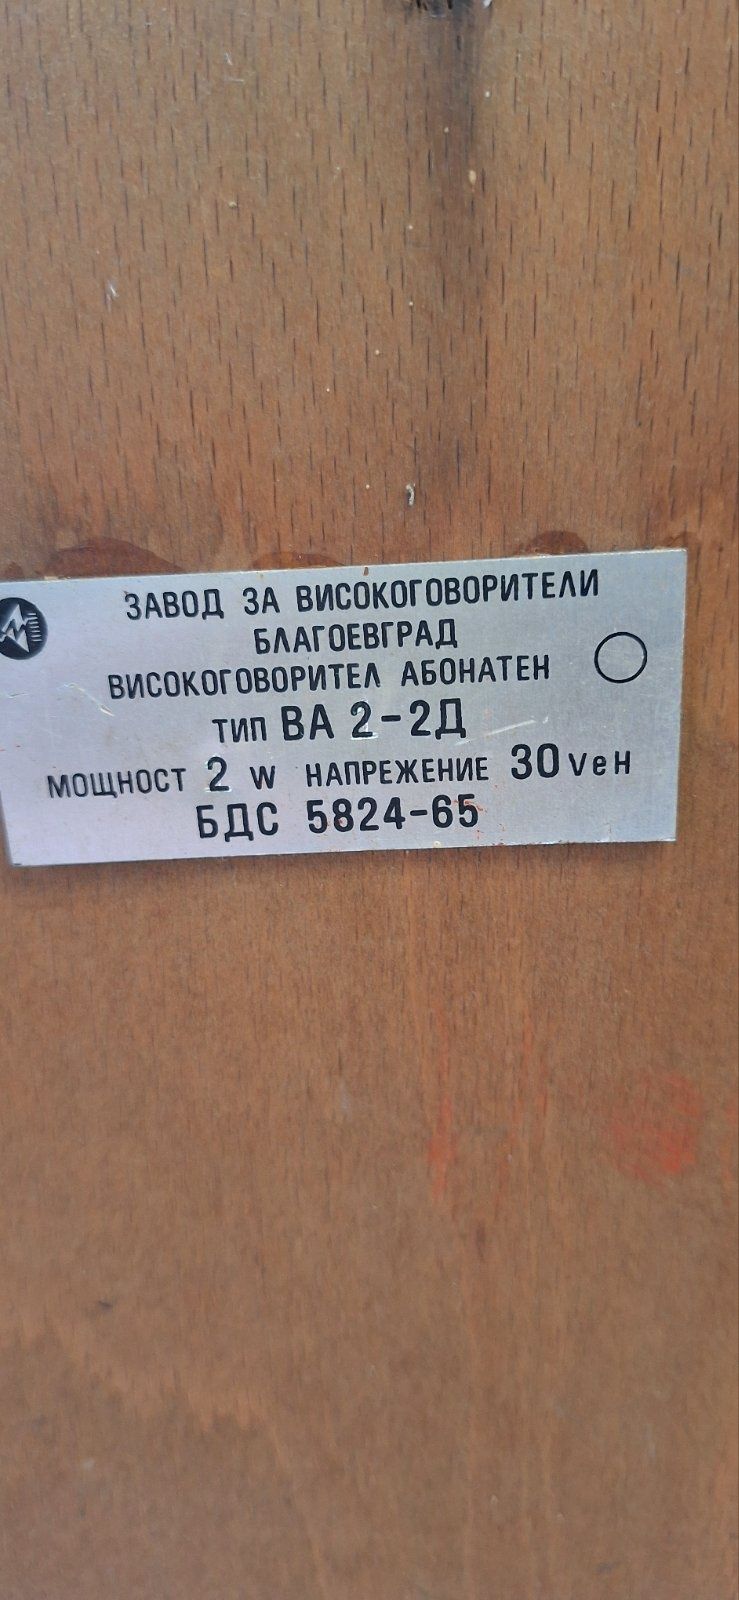 ЗАВОД ЗА ВИСОКОГОВОРИТЕЛИ
БЛАГОЕВГРАД
ВИСОКОГОВОРИТЕЛ АБОНАТЕН
ТИП ВА 2-2Д
МОЩНОСТ 2 W НАПРЕЖЕНИЕ 30 VeH
БДС 5824-65